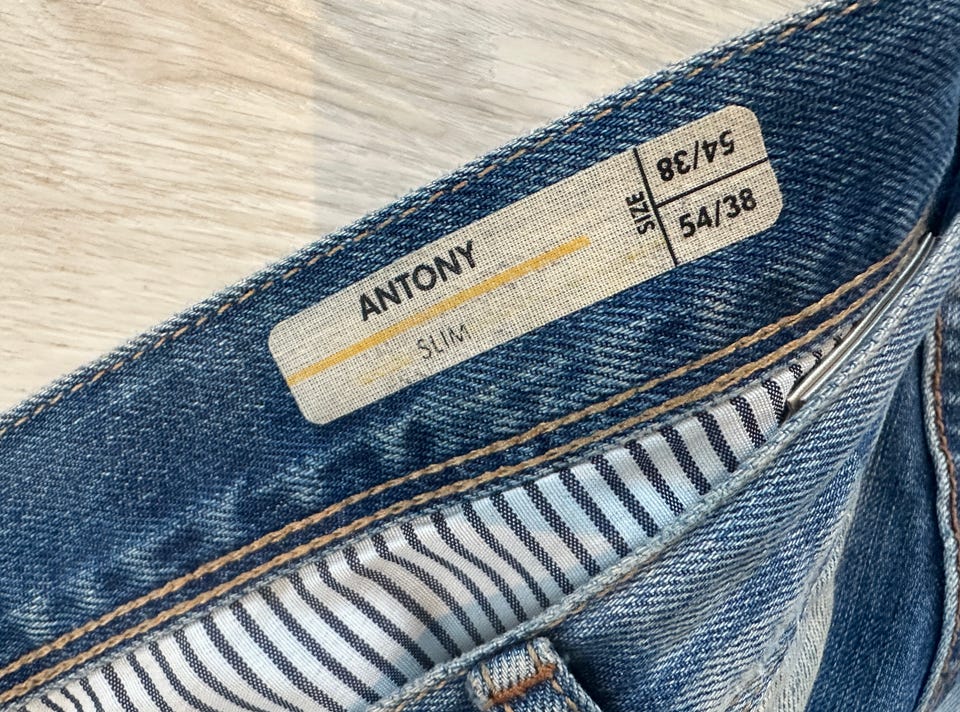 ANTONY
SLIM
SIZE
54/38
54/38